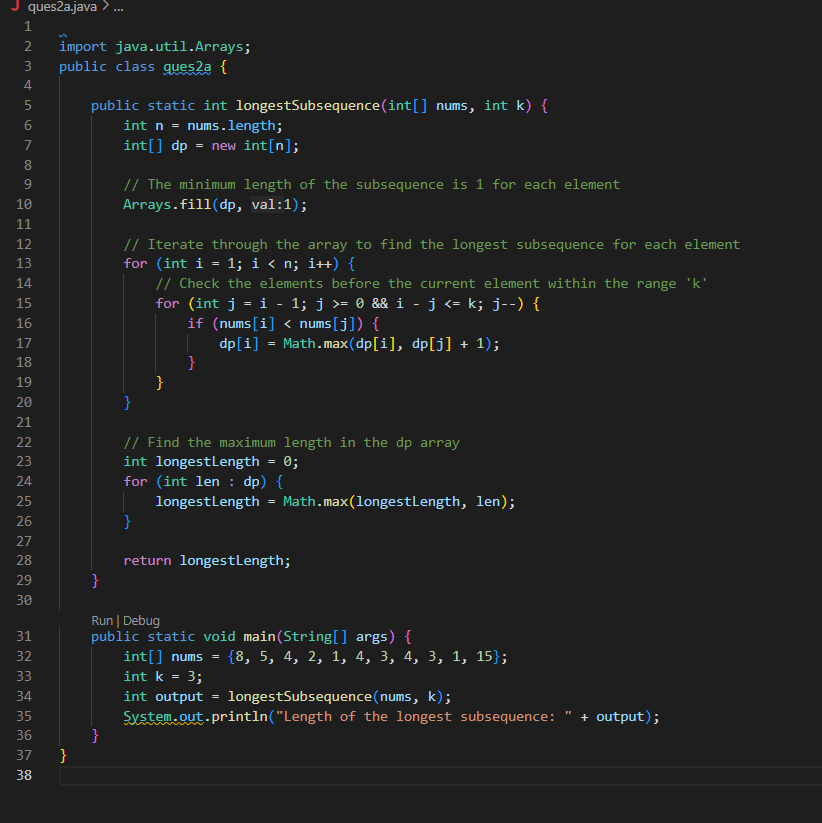 J ques2a.java > ...
1
2 import java.util.Arrays;
3 public class ques2a {
4
5     public static int longestSubsequence(int[] nums, int k) {
6         int n = nums.length;
7         int[] dp = new int[n];
8
9         // The minimum length of the subsequence is 1 for each element
10         Arrays.fill(dp, val:1);
11
12         // Iterate through the array to find the longest subsequence for each element
13         for (int i = 1; i < n; i++) {
14             // Check the elements before the current element within the range 'k'
15             for (int j = i - 1; j >= 0 && i - j <= k; j--) {
16                 if (nums[i] < nums[j]) {
17                     dp[i] = Math.max(dp[i], dp[j] + 1);
18                 }
19             }
20         }
21
22         // Find the maximum length in the dp array
23         int longestLength = 0;
24         for (int len : dp) {
25             longestLength = Math.max(longestLength, len);
26         }
27
28         return longestLength;
29     }
30
Run | Debug
31     public static void main(String[] args) {
32         int[] nums = {8, 5, 4, 2, 1, 4, 3, 4, 3, 1, 15};
33         int k = 3;
34         int output = longestSubsequence(nums, k);
35         System.out.println("Length of the longest subsequence: " + output);
36     }
37 }
38